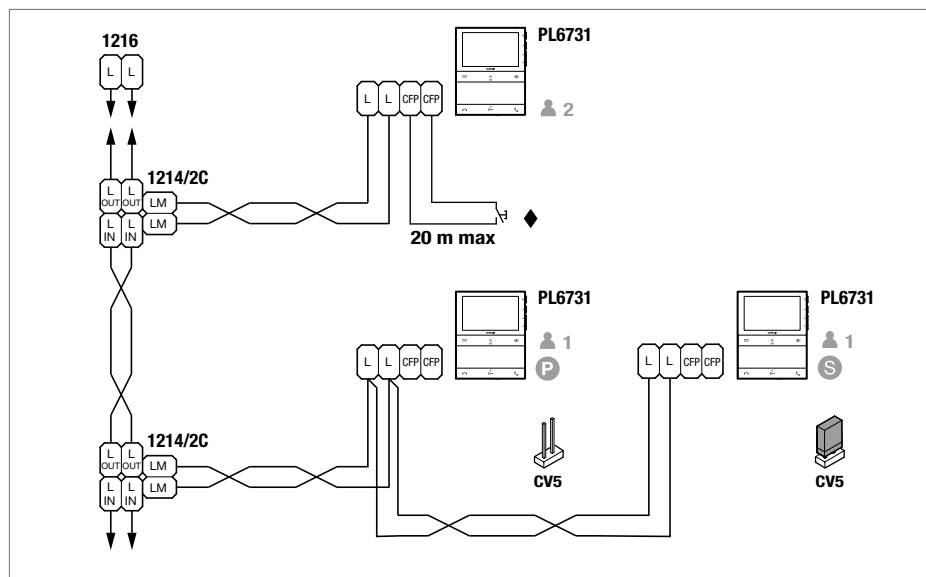 1216
L L
PL6731
L L CFP CFP
2
1214/2C
L OUT L OUT LM
L IN L IN LM
20 m max
PL6731
PL6731
1
1
L L CFP CFP
L L CFP CFP
P
S
1214/2C
L OUT L OUT LM
L IN L IN LM
CV5
CV5